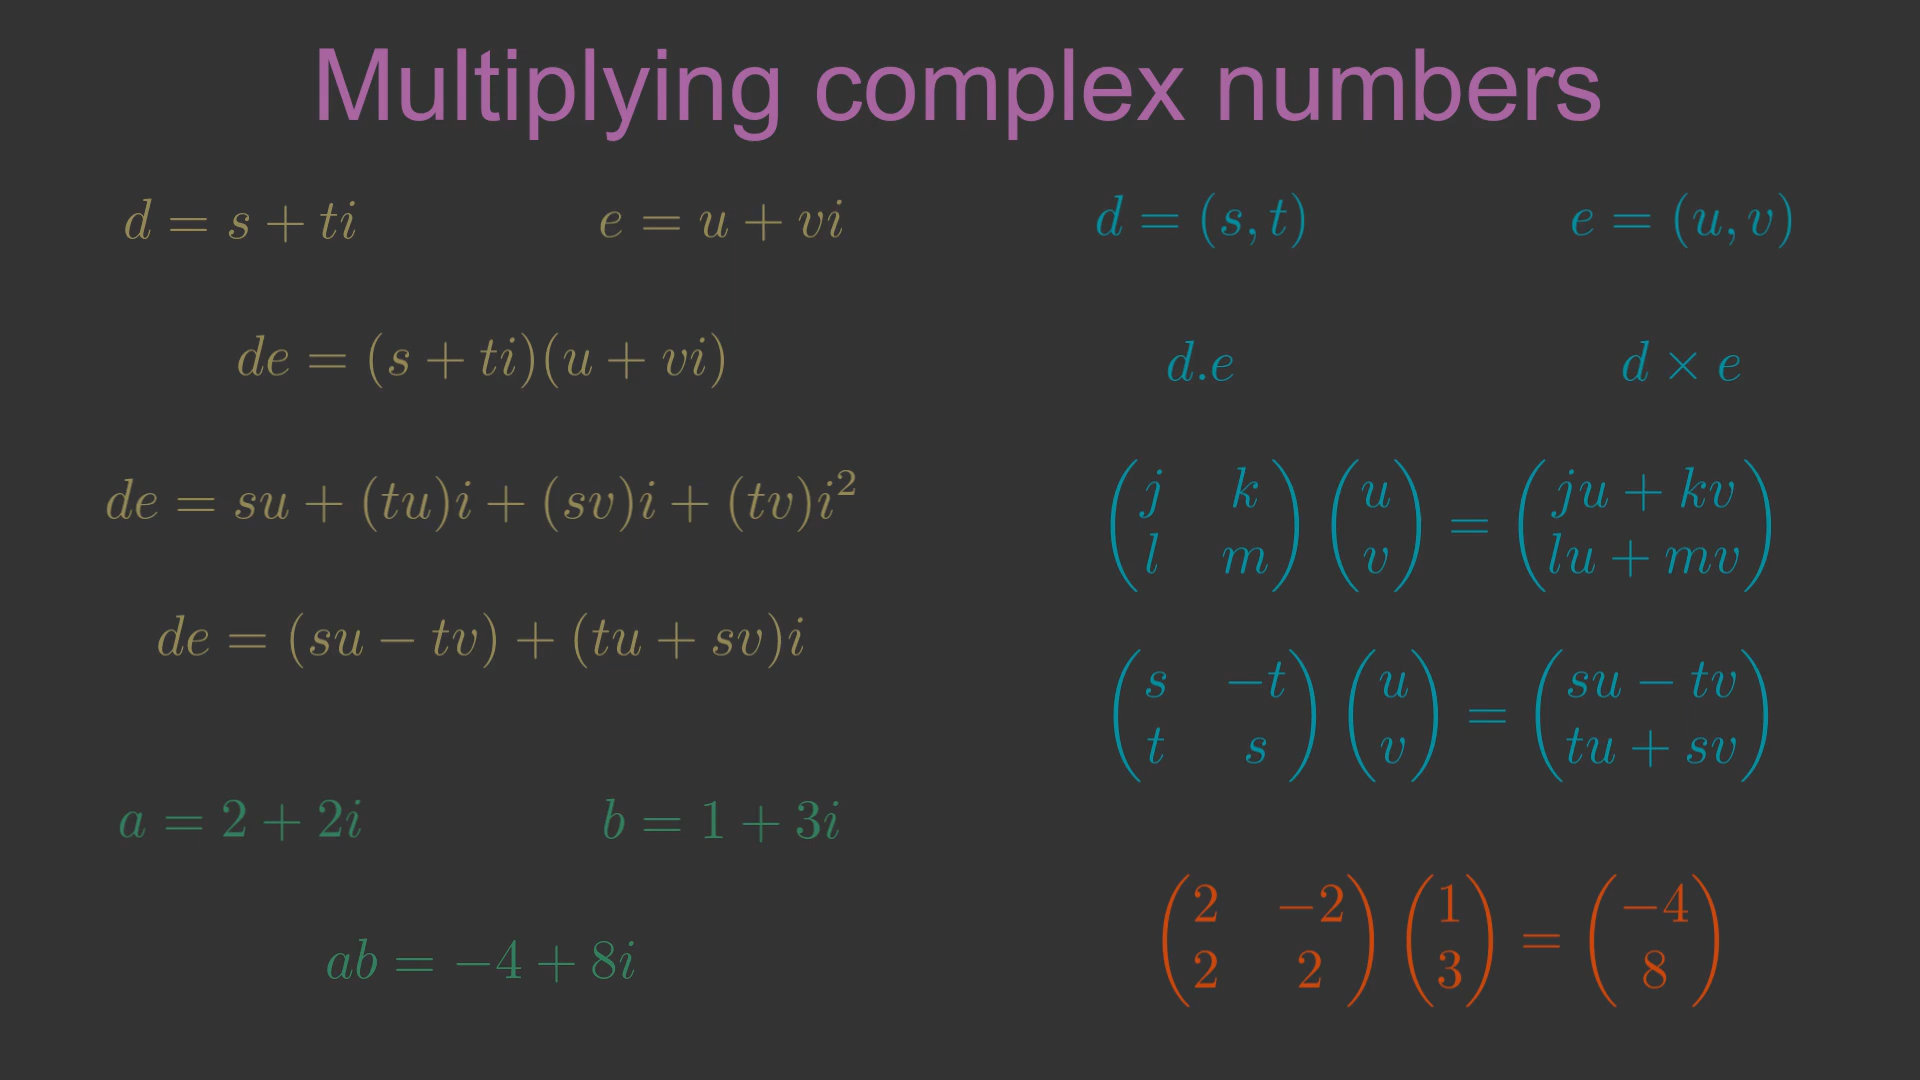 Multiplying complex numbers
d = s + ti
e = u + vi
de = (s + ti)(u + vi)
de = su + (tu)i + (sv)i + (tv)i²
de = (su − tv) + (tu + sv)i
a = 2 + 2i
b = 1 + 3i
ab = −4 + 8i
d = (s, t)
e = (u, v)
d.e
d × e
(j k; l m) (u; v) = (ju + kv; lu + mv)
(s −t; t s) (u; v) = (su − tv; tu + sv)
(2 −2; 2 2) (1; 3) = (−4; 8)